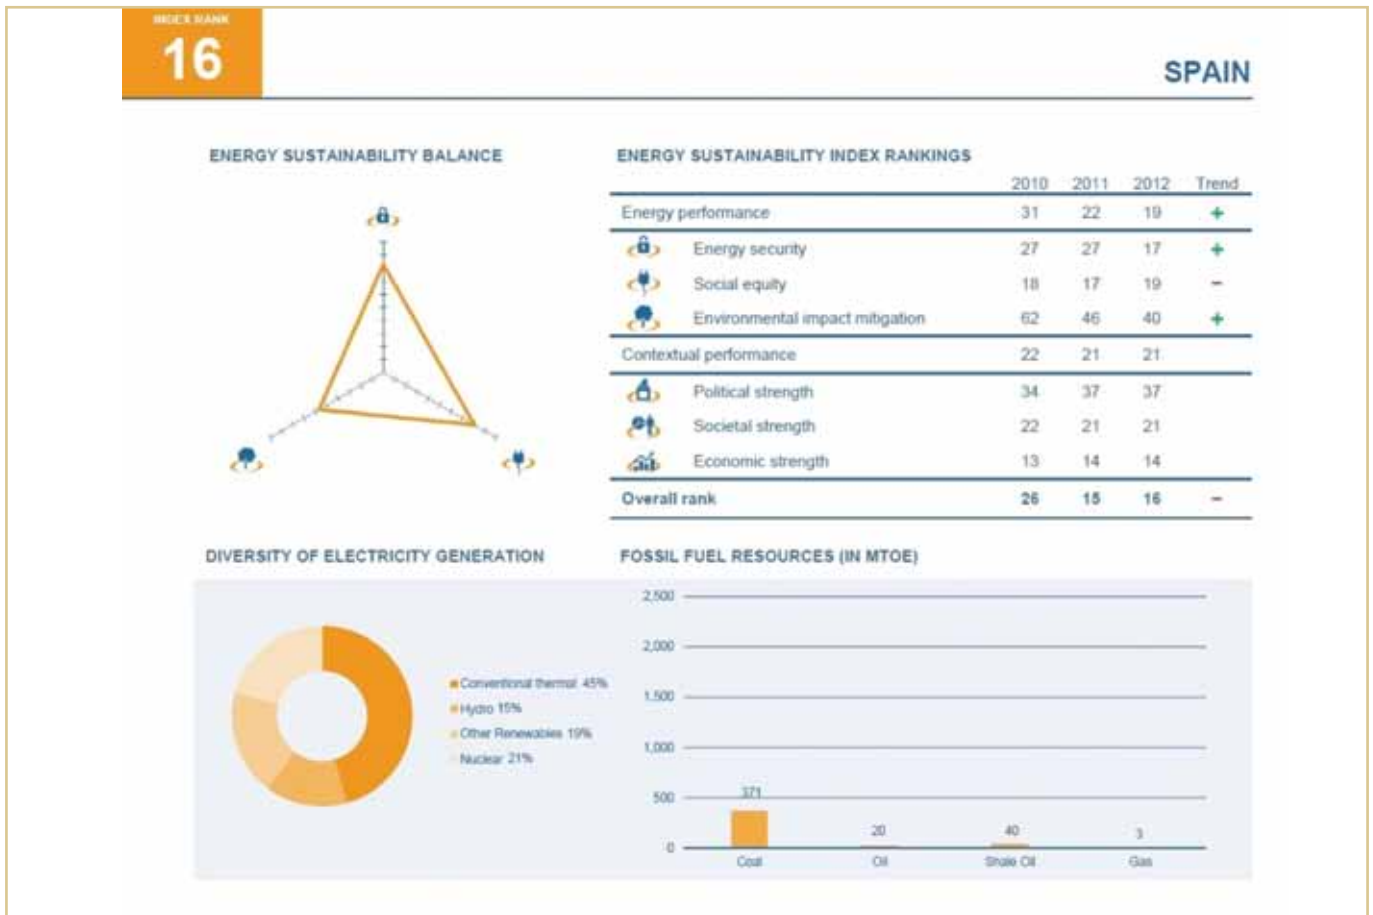 INDEX RANK
16
SPAIN
ENERGY SUSTAINABILITY BALANCE
ENERGY SUSTAINABILITY INDEX RANKINGS
2010 2011 2012 Trend
Energy performance 31 22 19 +
Energy security 27 27 17 +
Social equity 18 17 19 -
Environmental impact mitigation 62 46 40 +
Contextual performance 22 21 21
Political strength 34 37 37
Societal strength 22 21 21
Economic strength 13 14 14
Overall rank 26 15 16 -
DIVERSITY OF ELECTRICITY GENERATION
Conventional thermal 45%
Hydro 15%
Other Renewables 19%
Nuclear 21%
FOSSIL FUEL RESOURCES (IN MTOE)
2,500
2,000
1,500
1,000
500
0
371
20
40
3
Coal
Oil
Shale Oil
Gas